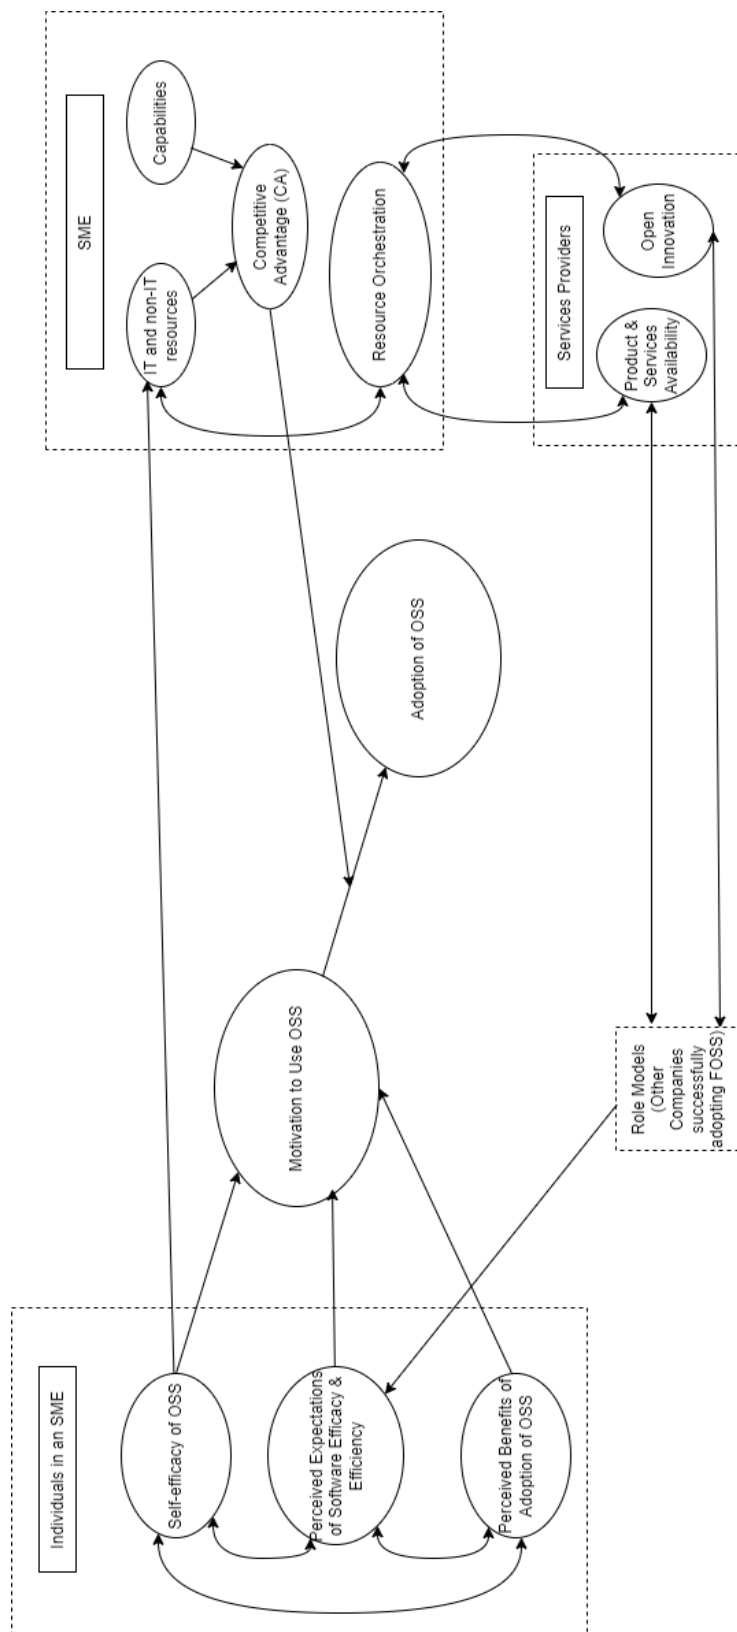 Individuals in an SME
Self-efficacy of OSS
Perceived Expectations
of Software Efficacy &
Efficiency
Perceived Benefits of
Adoption of OSS
Motivation to Use OSS
Role Models
(Other
Companies
successfully
adopting FOSS)
Adoption of OSS
SME
IT and non-IT
resources
Capabilities
Competitive
Advantage (CA)
Resource Orchestration
Services Providers
Product &
Services
Availability
Open
Innovation